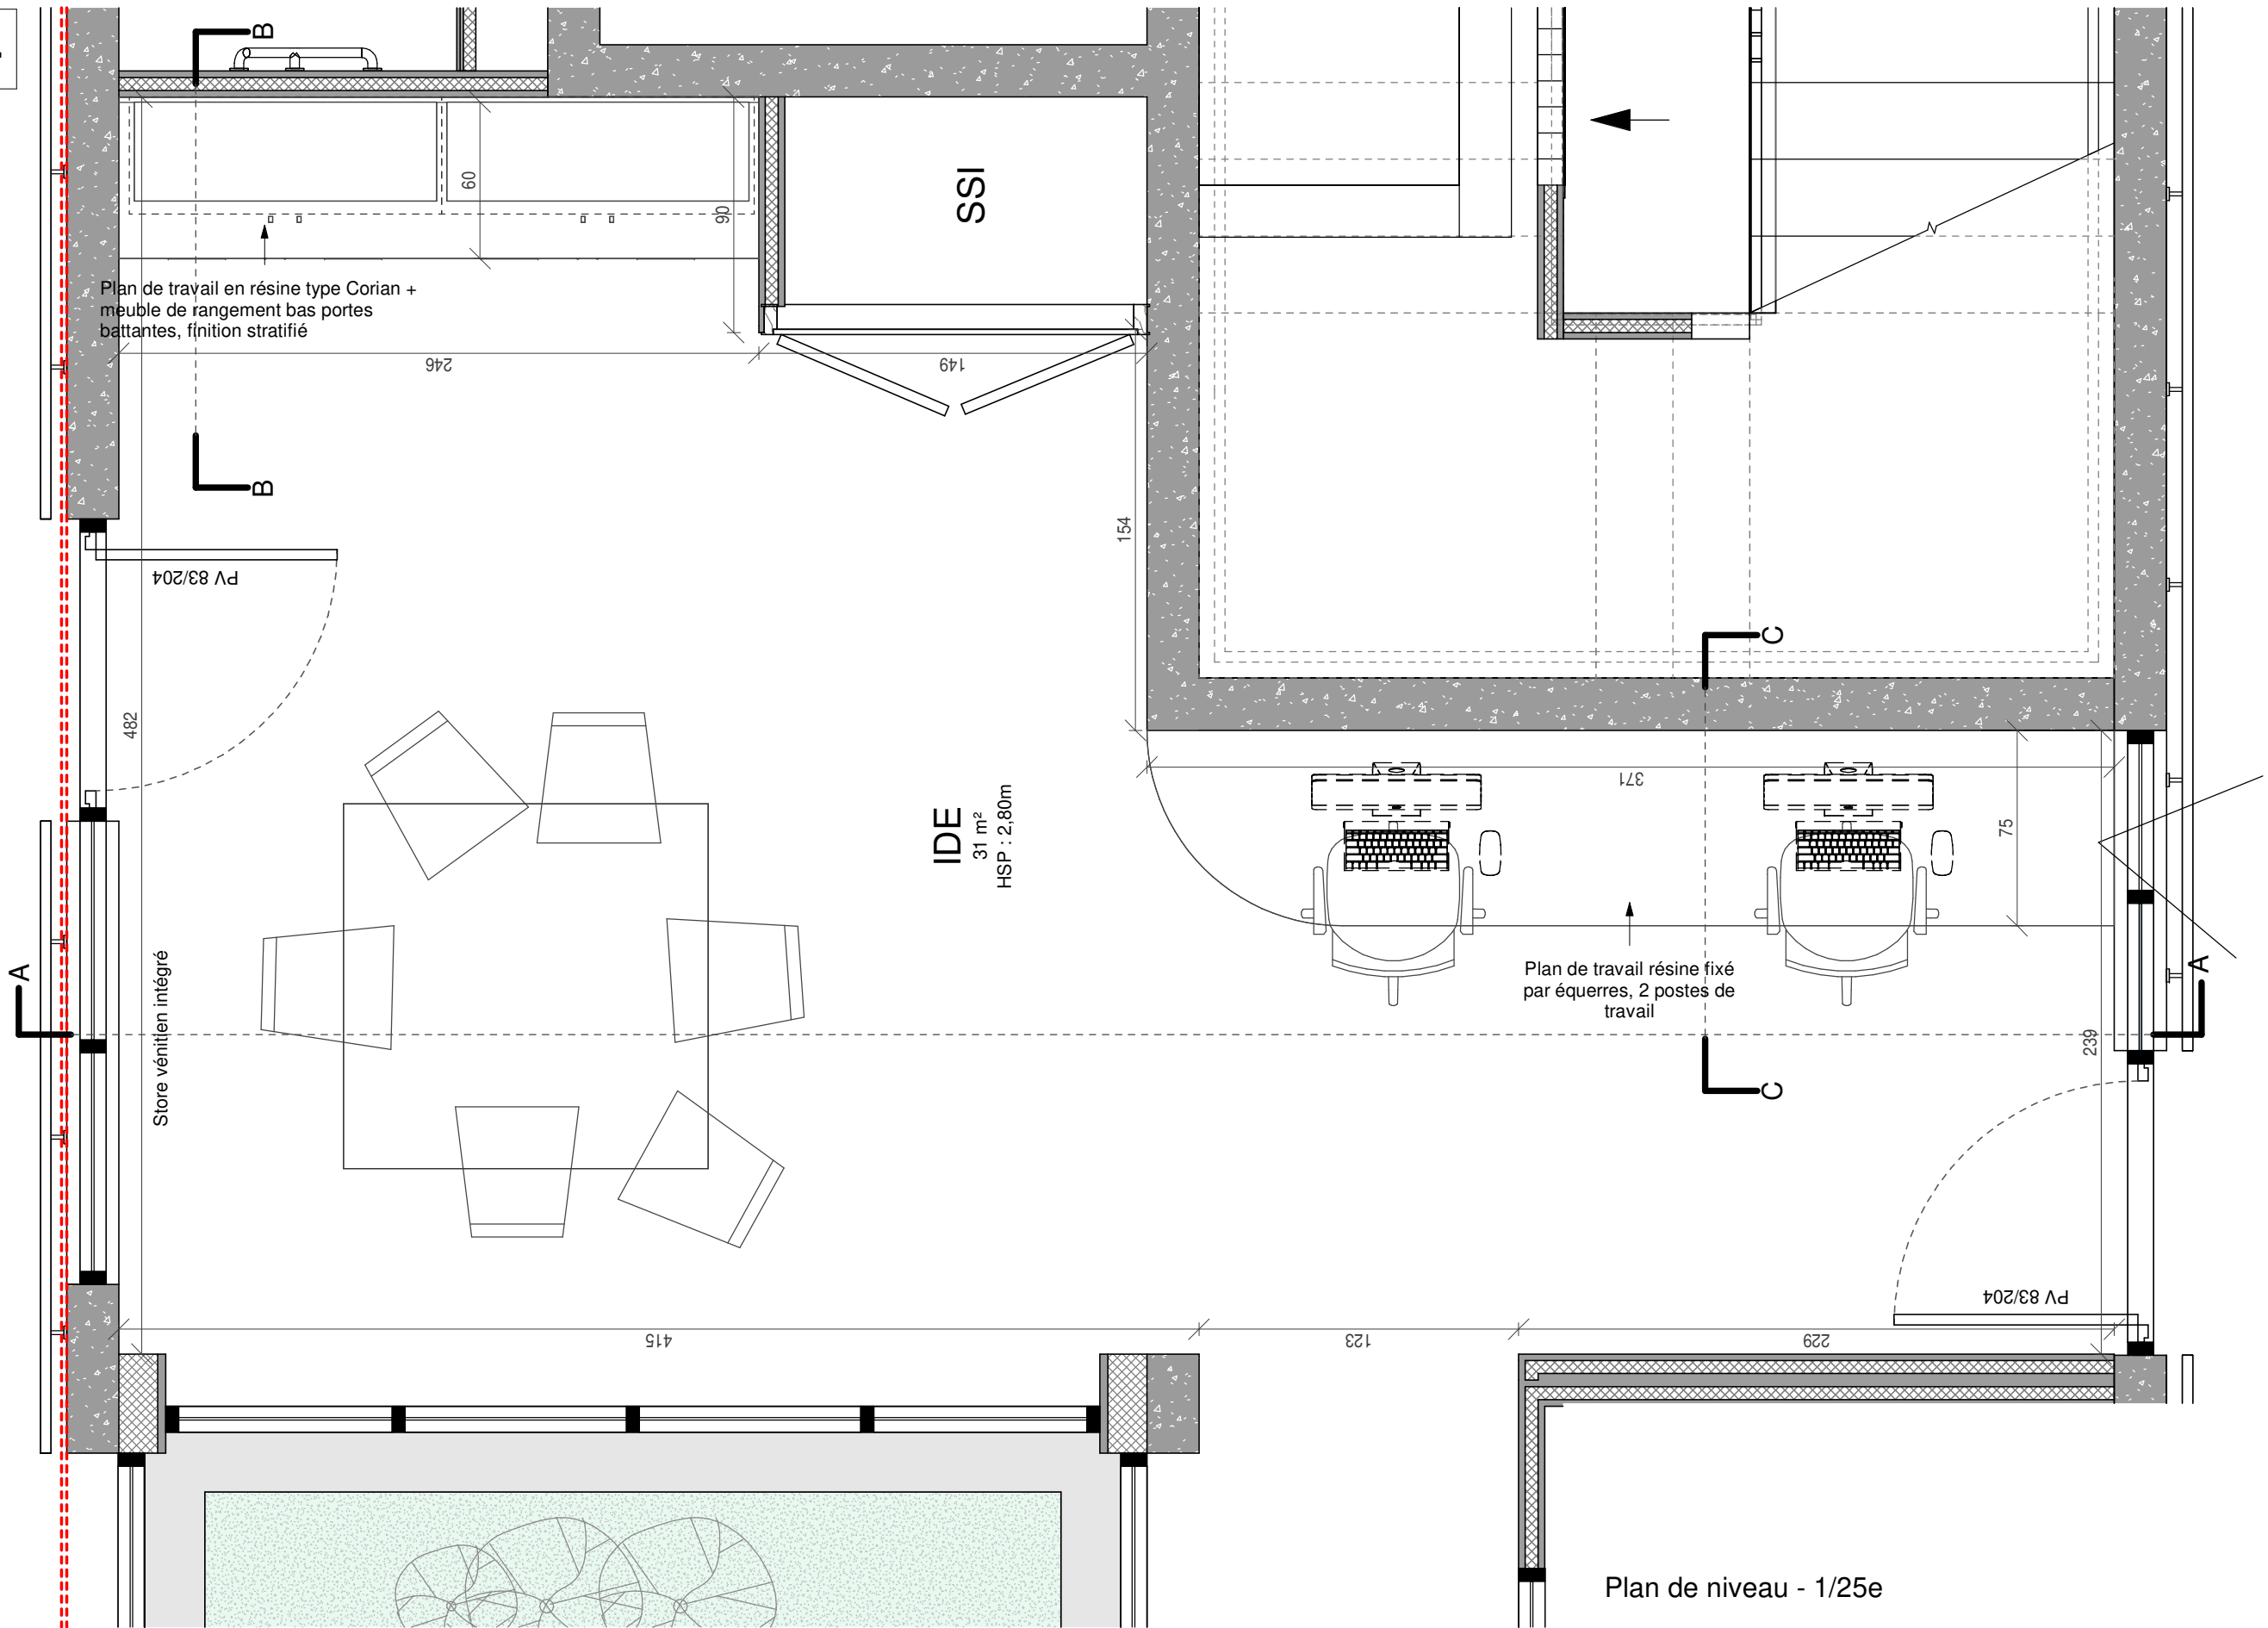 B
60
90
SSI
Plan de travail en résine type Corian +
meuble de rangement bas portes
battantes, finition stratifié
246
149
B
154
PV 83/204
C
482
371
75
IDE
31 m²
HSP : 2,80m
A
Store vénitien intégré
Plan de travail résine fixé
par équerres, 2 postes de
travail
A
239
C
PV 83/204
415
123
229
Plan de niveau - 1/25e